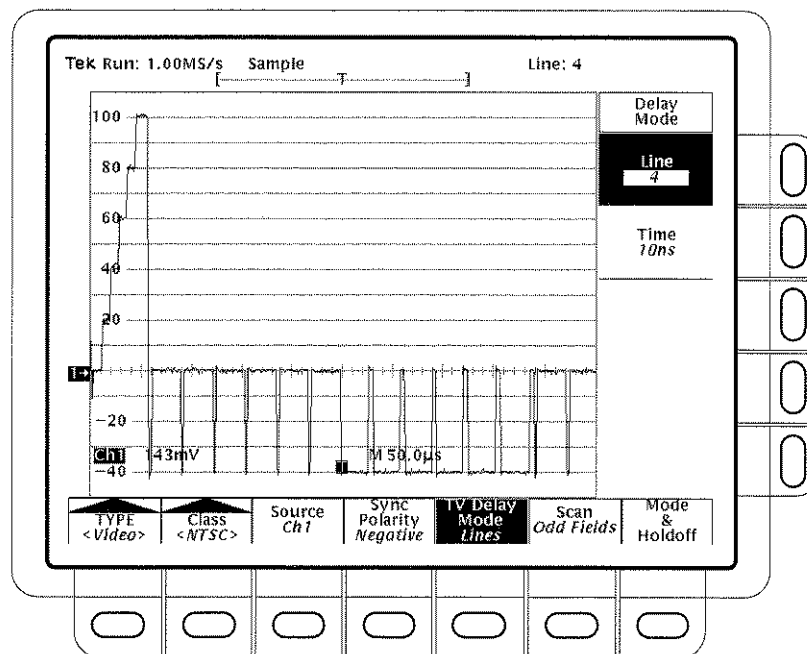 Tek Run: 1.00MS/s Sample Line: 4
[ T ]
Delay
Mode
Line
4
Time
10ns
100
80
60
40
20
1
-20
Ch1 143mV M 50.0µs
-40
T
TYPE
<Video>
Class
<NTSC>
Source
Ch1
Sync
Polarity
Negative
TV Delay
Mode
Lines
Scan
Odd Fields
Mode
&
Holdoff